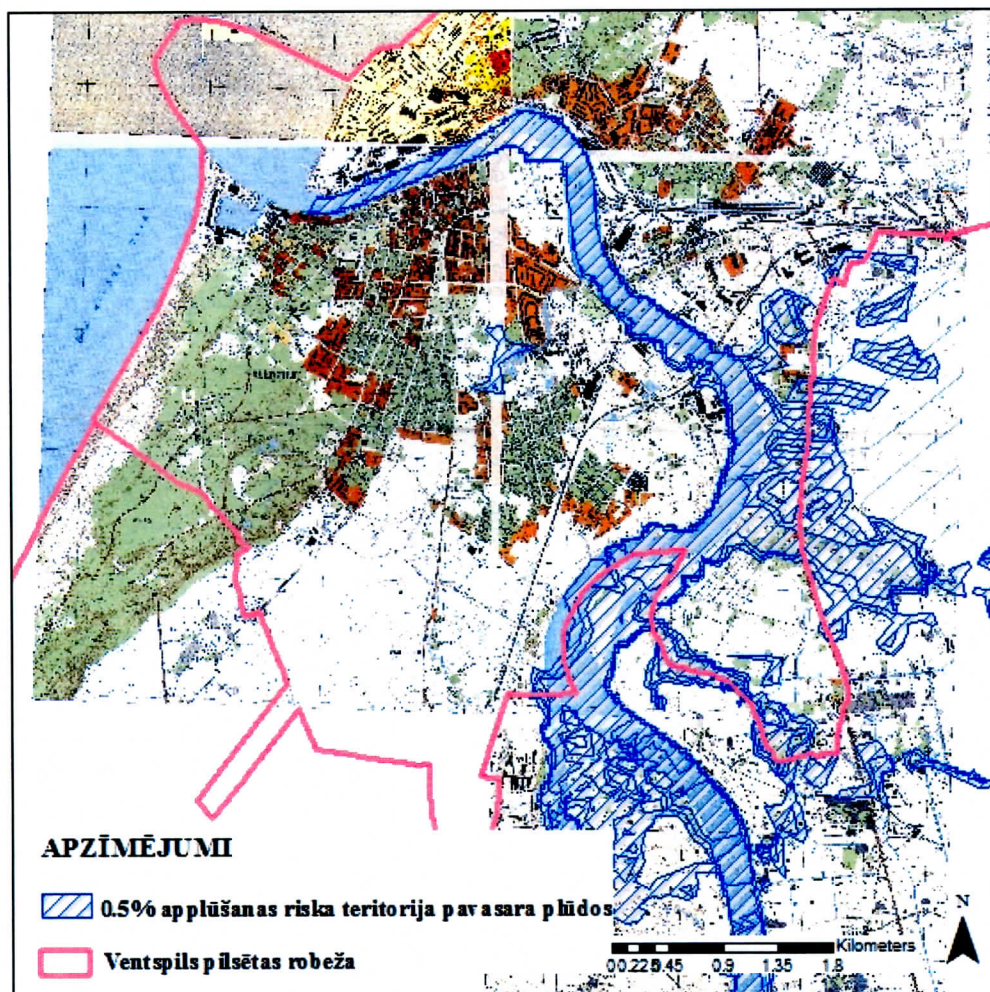 APZĪMĒJUMI
0.5% applūšanas riska teritorija pavasara plūdos
Ventspils pilsētas robeža
N
Kilometers
0 0.225 0.45 0.9 1.35 1.8